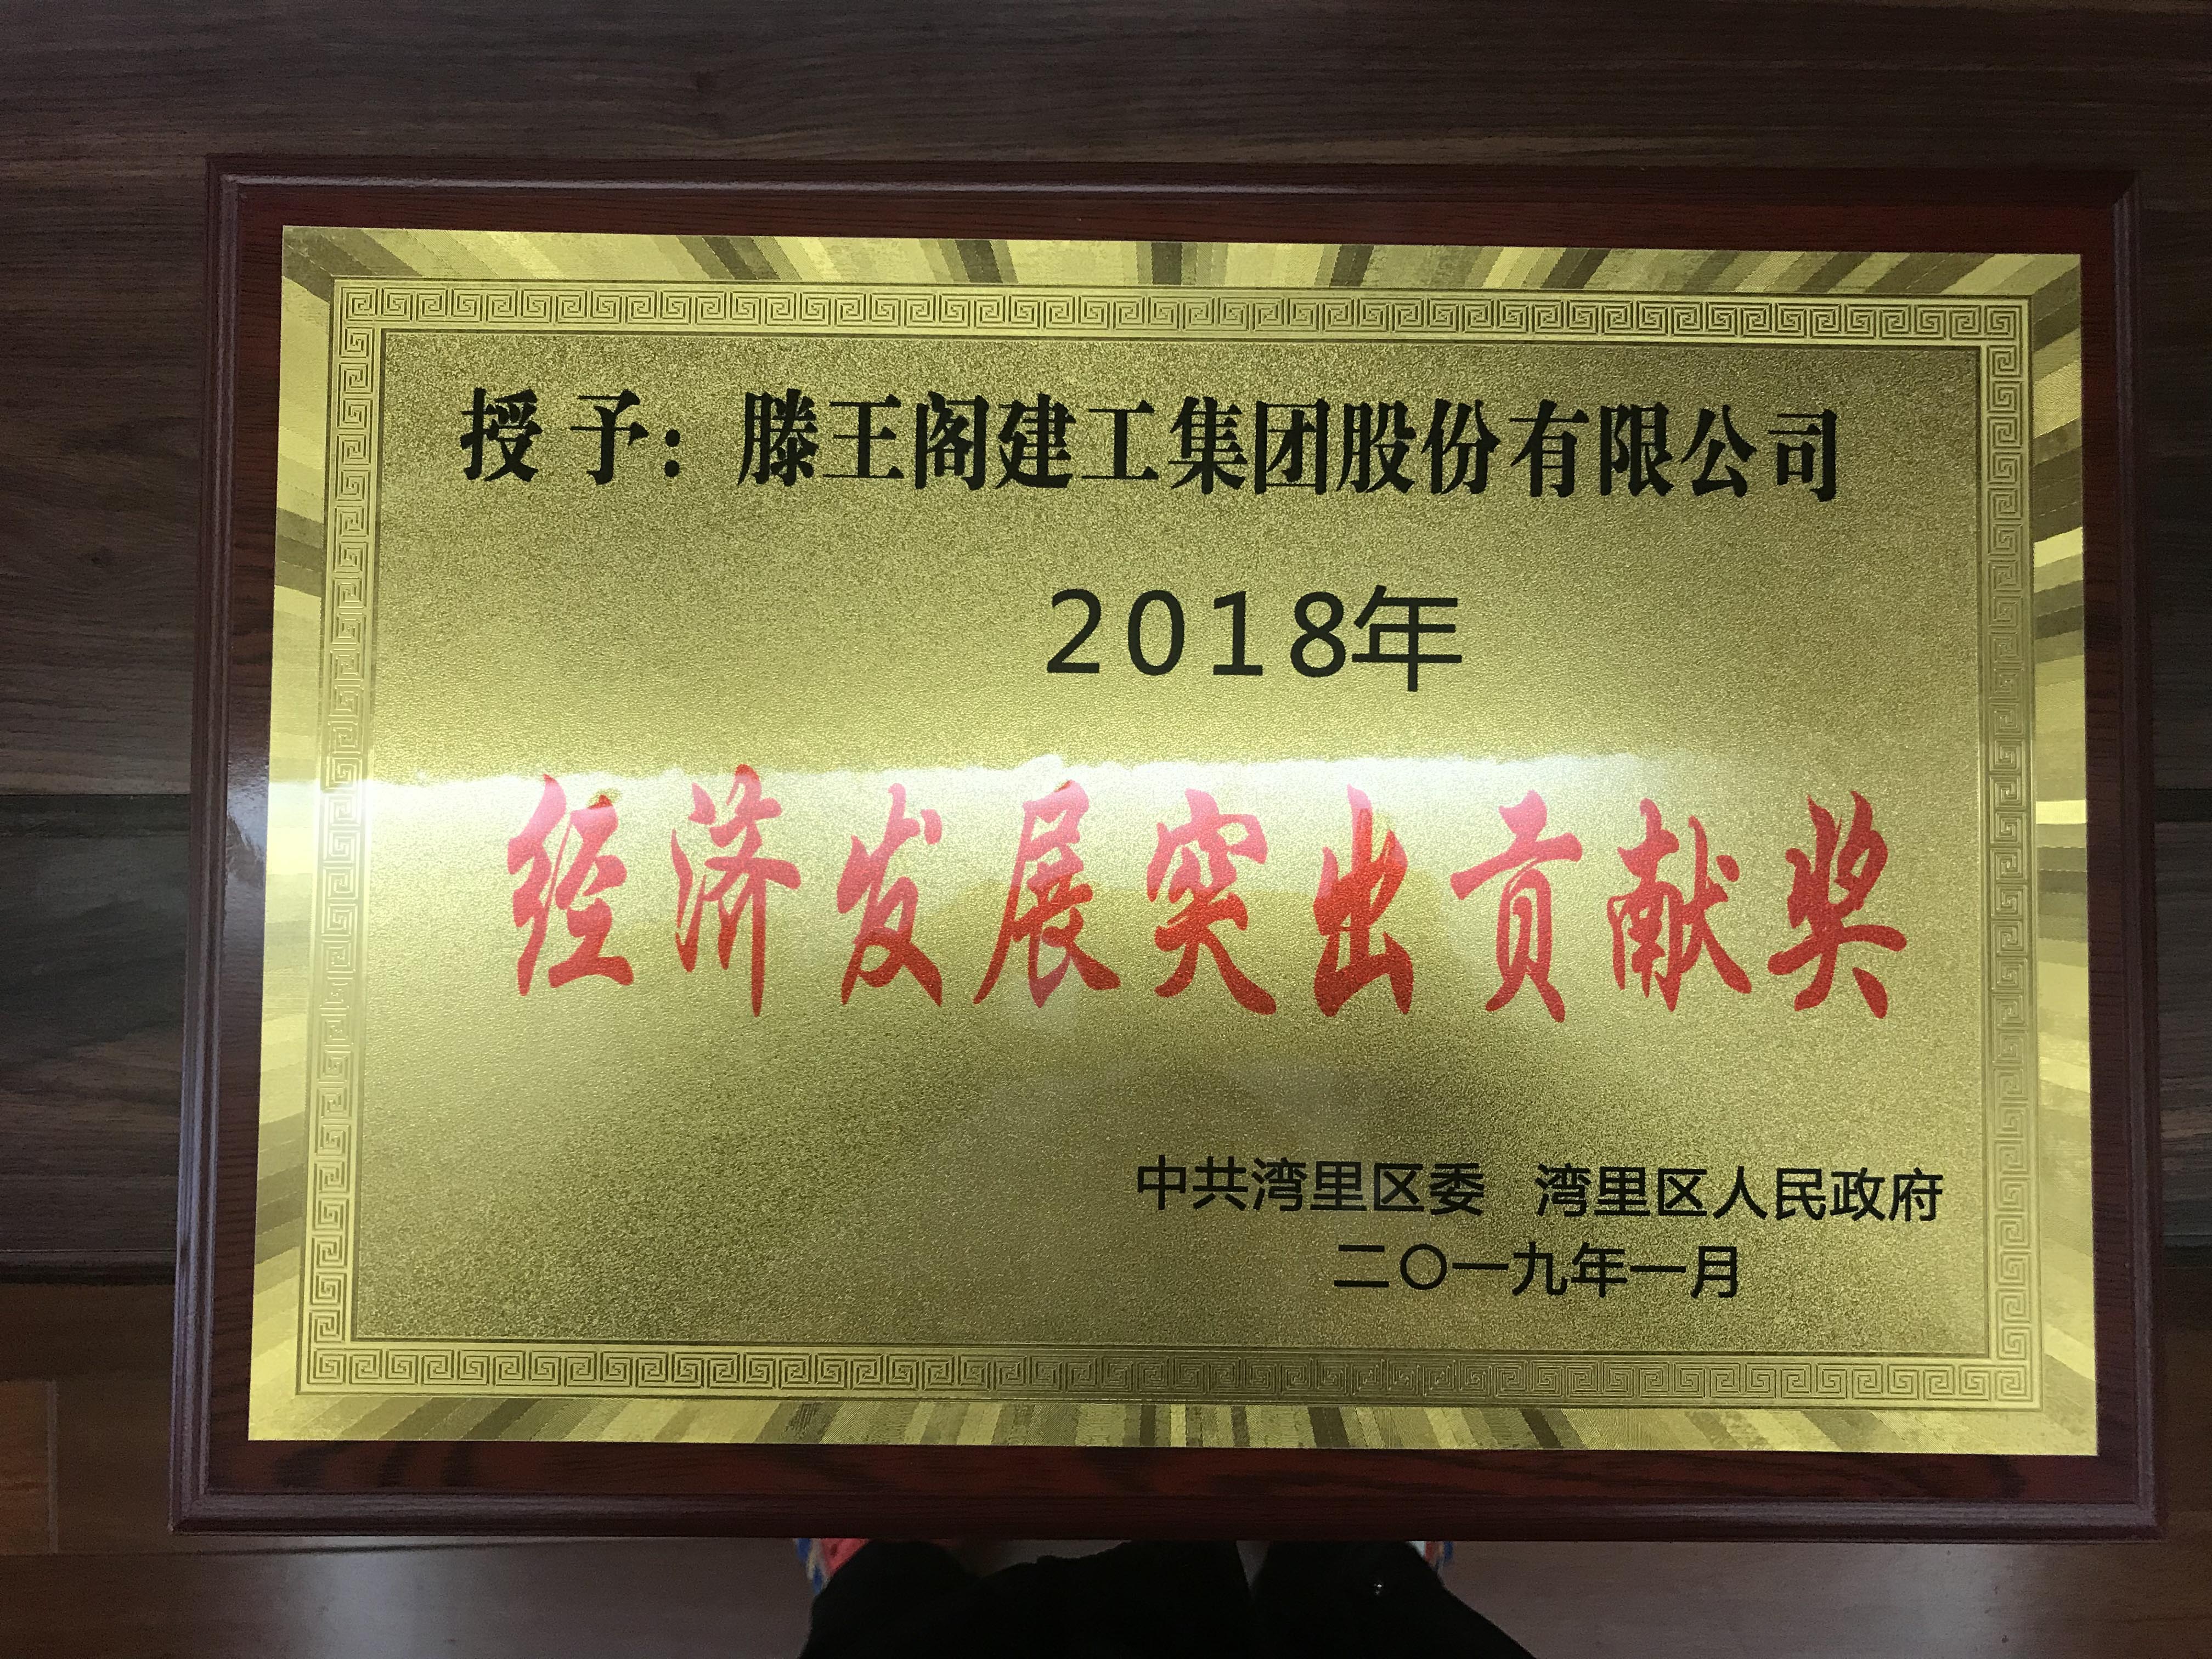 授予：滕王阁建工集团股份有限公司
2018年
经济发展突出贡献奖
中共湾里区委 湾里区人民政府
二〇一九年一月